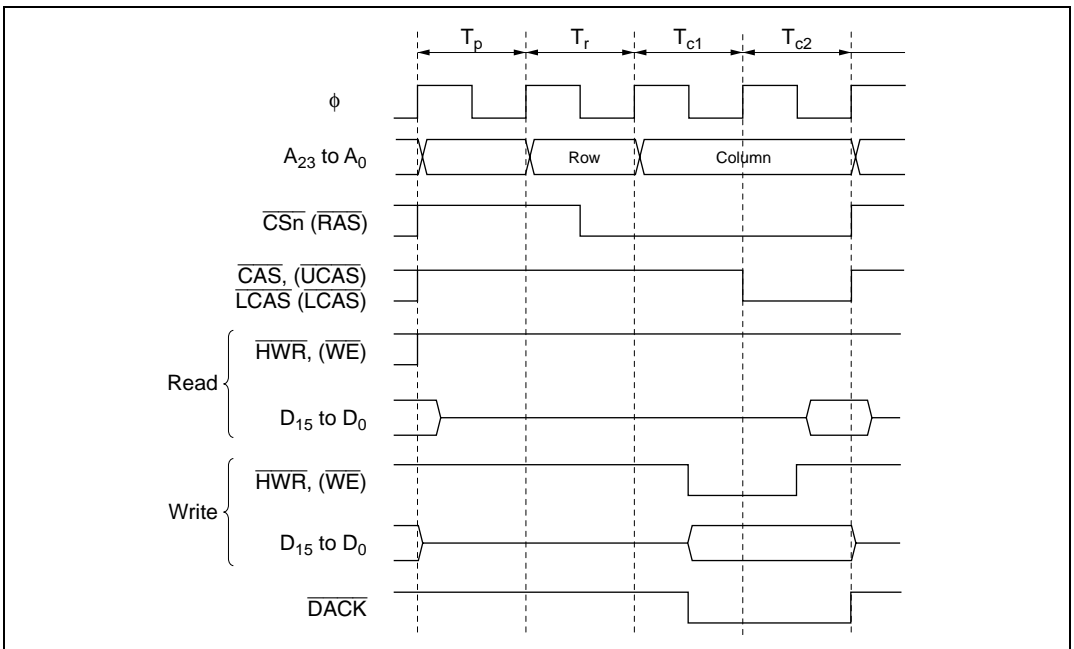 Tp Tr Tc1 Tc2
φ
A23 to A0
Row Column
CSn (RAS)
CAS, (UCAS)
LCAS (LCAS)
Read
HWR, (WE)
D15 to D0
Write
HWR, (WE)
D15 to D0
DACK